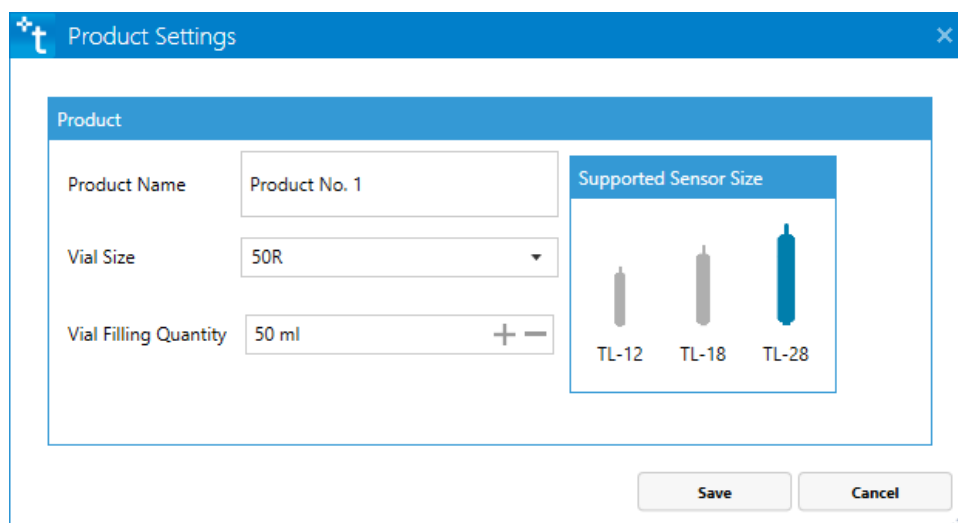 t Product Settings
Product
Product Name
Product No. 1
Vial Size
50R
Vial Filling Quantity
50 ml
Supported Sensor Size
TL-12 TL-18 TL-28
Save Cancel